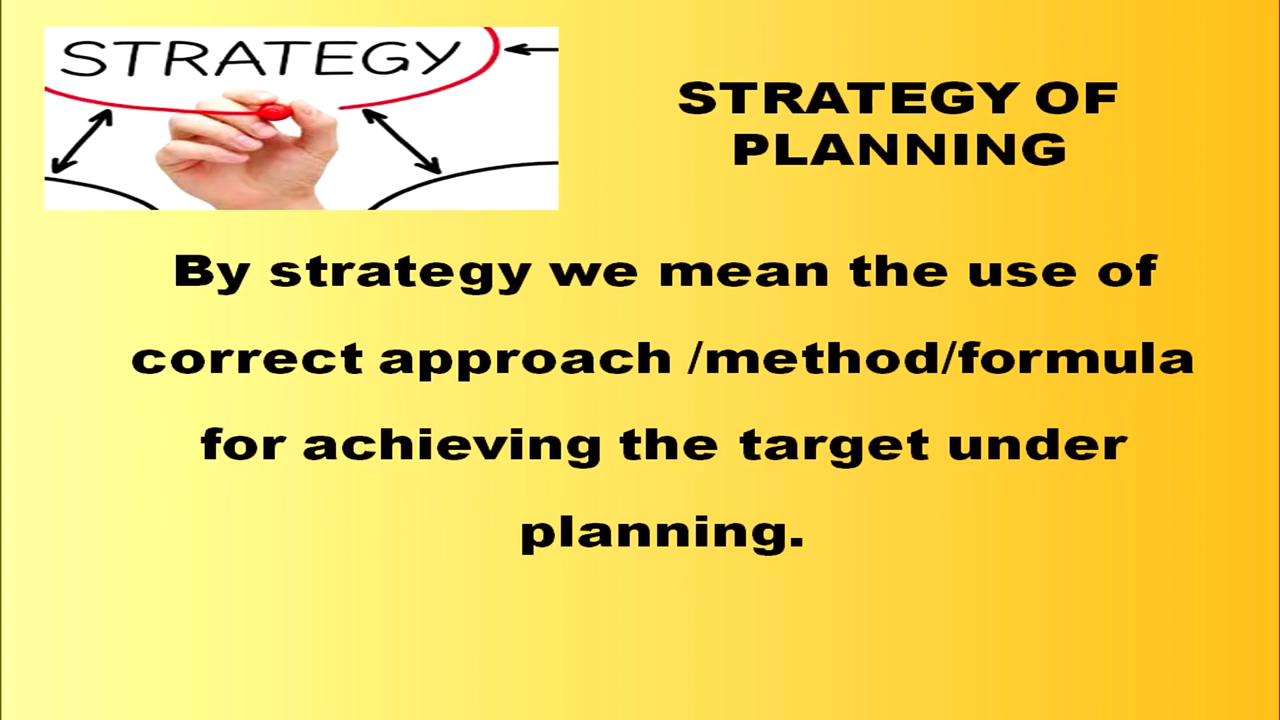 STRATEGY
STRATEGY OF
PLANNING
By strategy we mean the use of
correct approach /method/formula
for achieving the target under
planning.